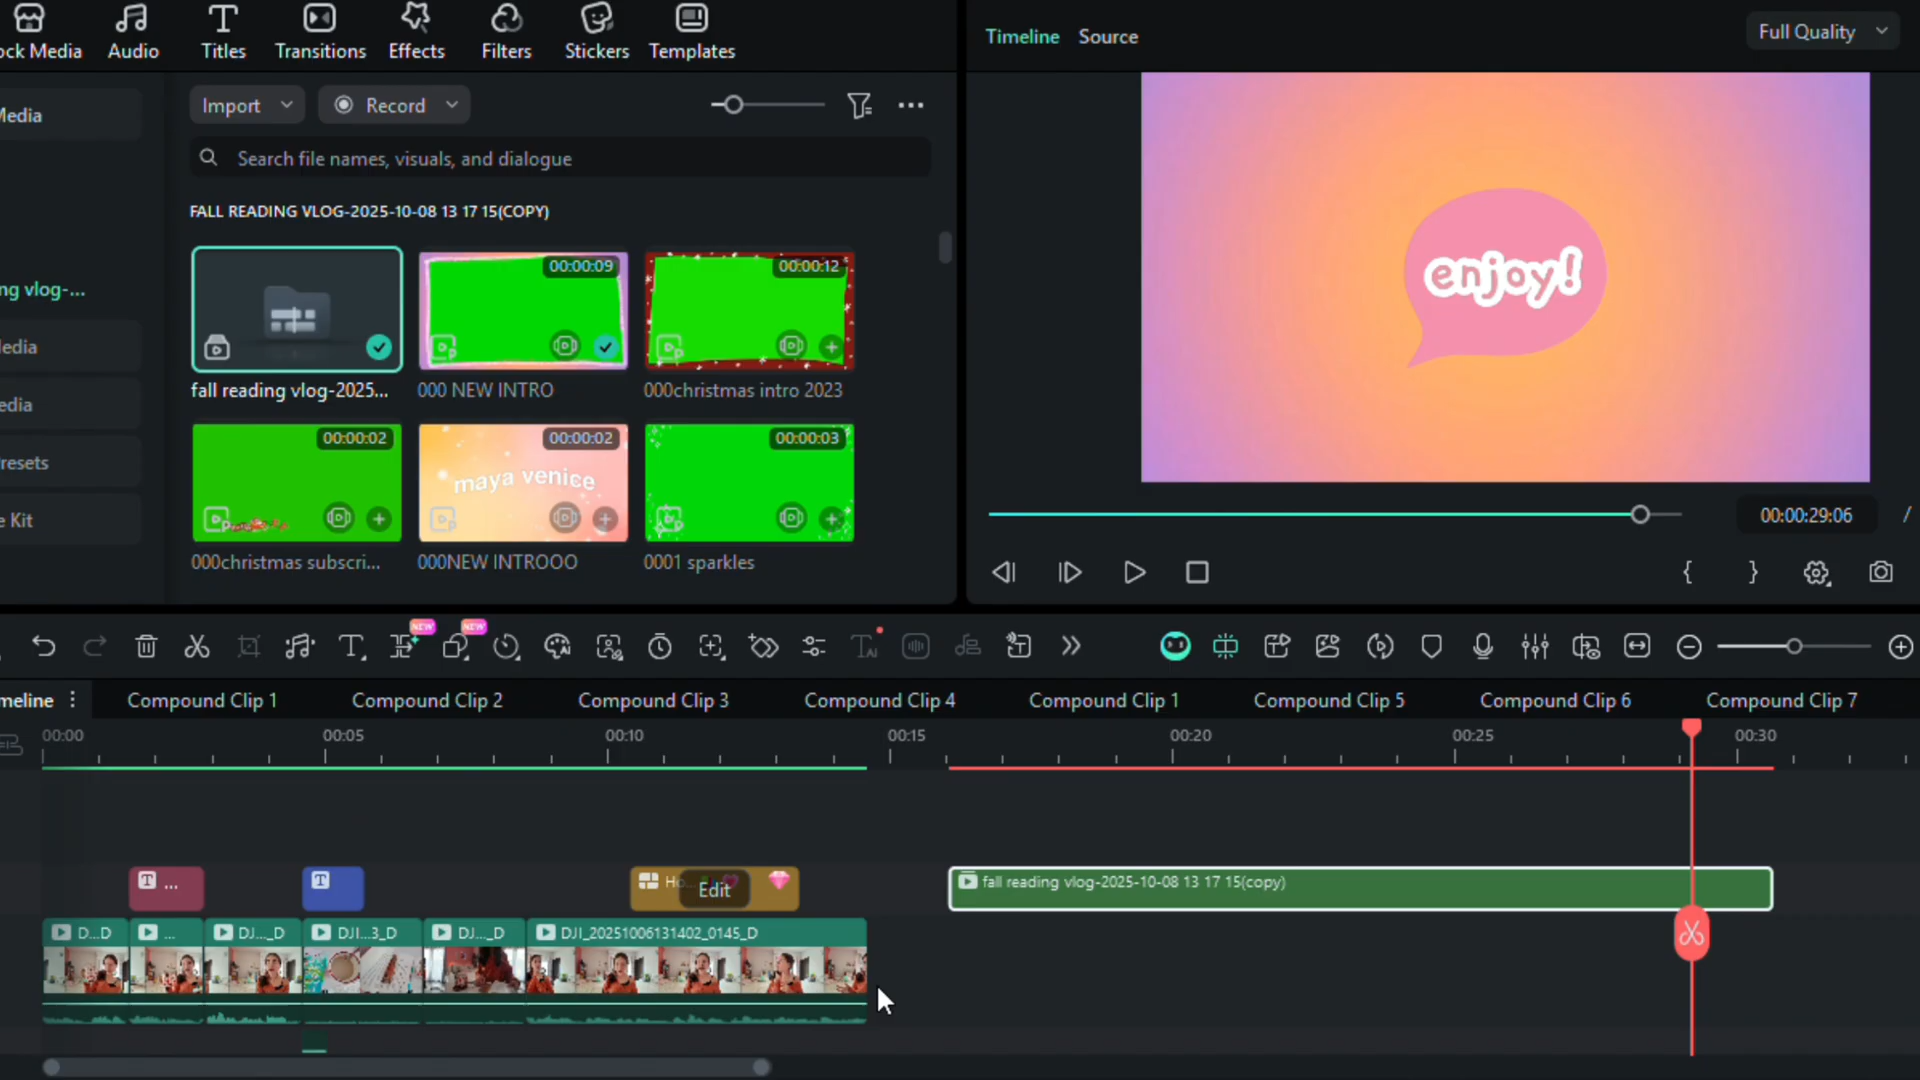 ock Media
Audio
Titles
Transitions
Effects
Filters
Stickers
Templates
Timeline
Source
Full Quality
Media
Import
Record
Search file names, visuals, and dialogue
FALL READING VLOG-2025-10-08 13 17 15(COPY)
00:00:09
00:00:12
ng vlog-...
edia
edia
resets
e Kit
fall reading vlog-2025...
000 NEW INTRO
000christmas intro 2023
00:00:02
00:00:02
00:00:03
maya venice
000christmas subscri...
000NEW INTROOO
0001 sparkles
enjoy!
00:00:29:06
/
NEW
NEW
meline
Compound Clip 1
Compound Clip 2
Compound Clip 3
Compound Clip 4
Compound Clip 1
Compound Clip 5
Compound Clip 6
Compound Clip 7
00:00
00:05
00:10
00:15
00:20
00:25
00:30
T ...
T
Ho
Edit
fall reading vlog-2025-10-08 13 17 15(copy)
D...D
...
DJ..._D
DJI...3_D
DJ..._D
DJI_20251006131402_0145_D